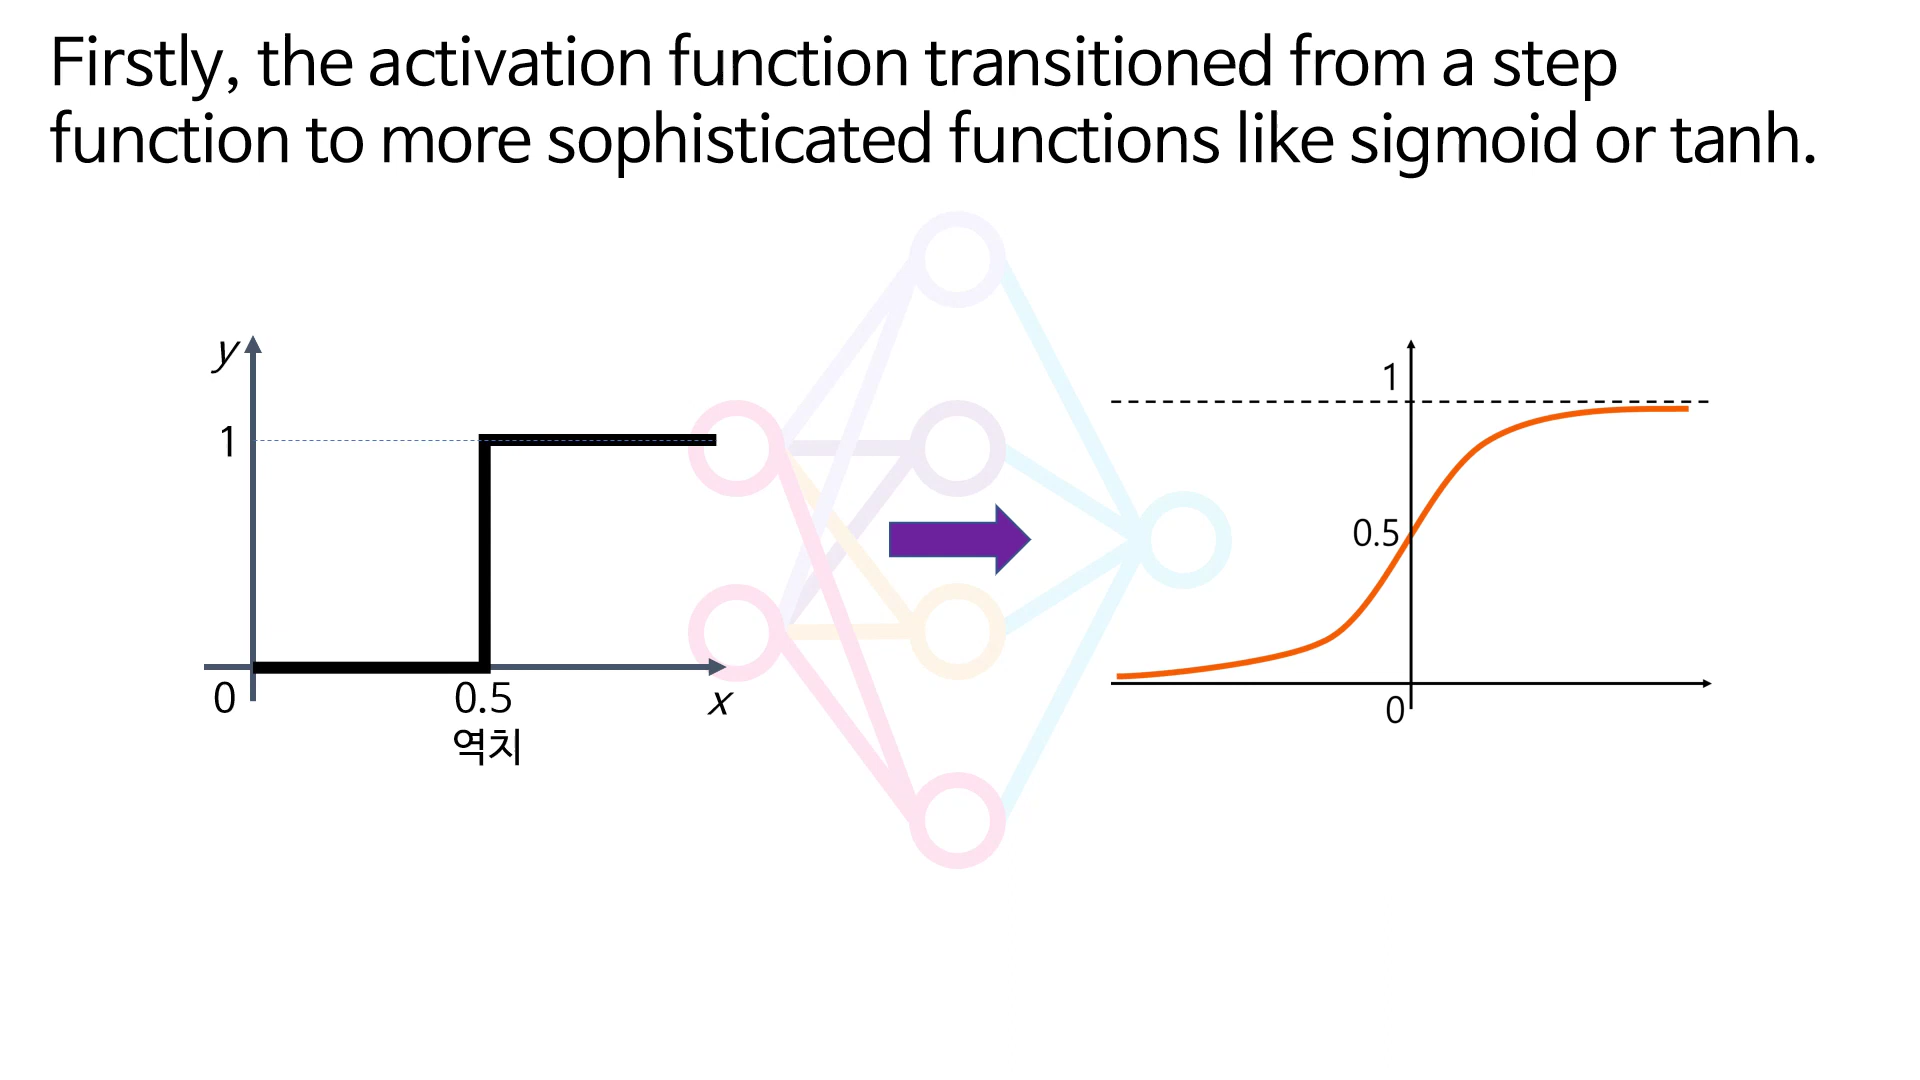 Firstly, the activation function transitioned from a step
function to more sophisticated functions like sigmoid or tanh.
y
1
0
0.5
x
역치
1
0.5
0